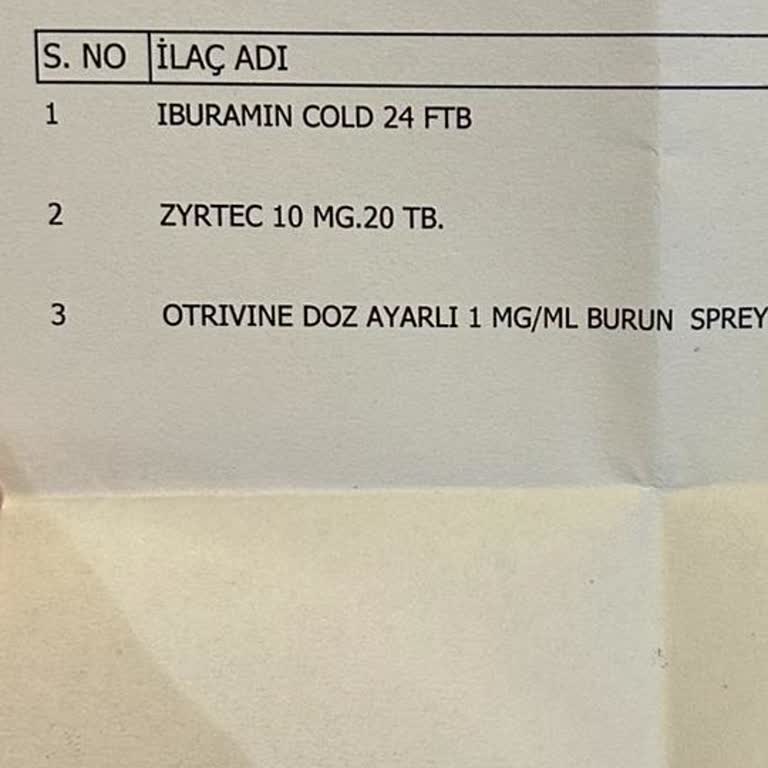 S. NO İLAÇ ADI
1 IBURAMIN COLD 24 FTB
2 ZYRTEC 10 MG.20 TB.
3 OTRIVINE DOZ AYARLI 1 MG/ML BURUN SPREY